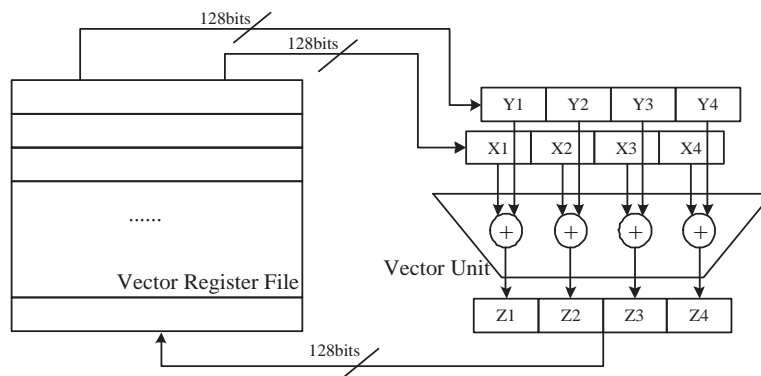 128bits
128bits
Y1 Y2 Y3 Y4
X1 X2 X3 X4
......
+ + + +
Vector Unit
Vector Register File
Z1 Z2 Z3 Z4
128bits